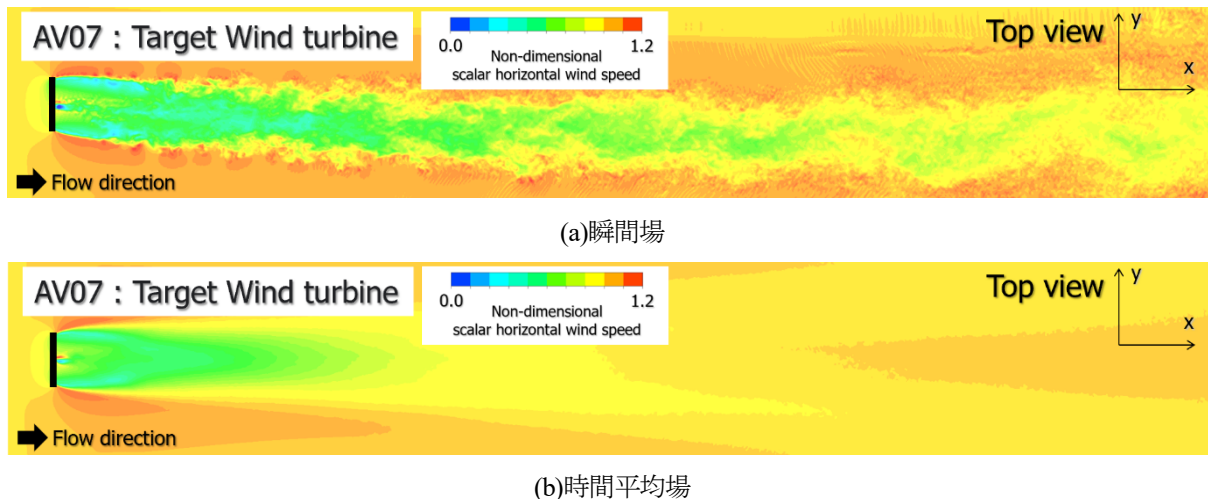 AV07 : Target Wind turbine
0.0 1.2
Non-dimensional
scalar horizontal wind speed
Top view
y
x
Flow direction
(a)瞬間場
AV07 : Target Wind turbine
0.0 1.2
Non-dimensional
scalar horizontal wind speed
Top view
y
x
Flow direction
(b)時間平均場